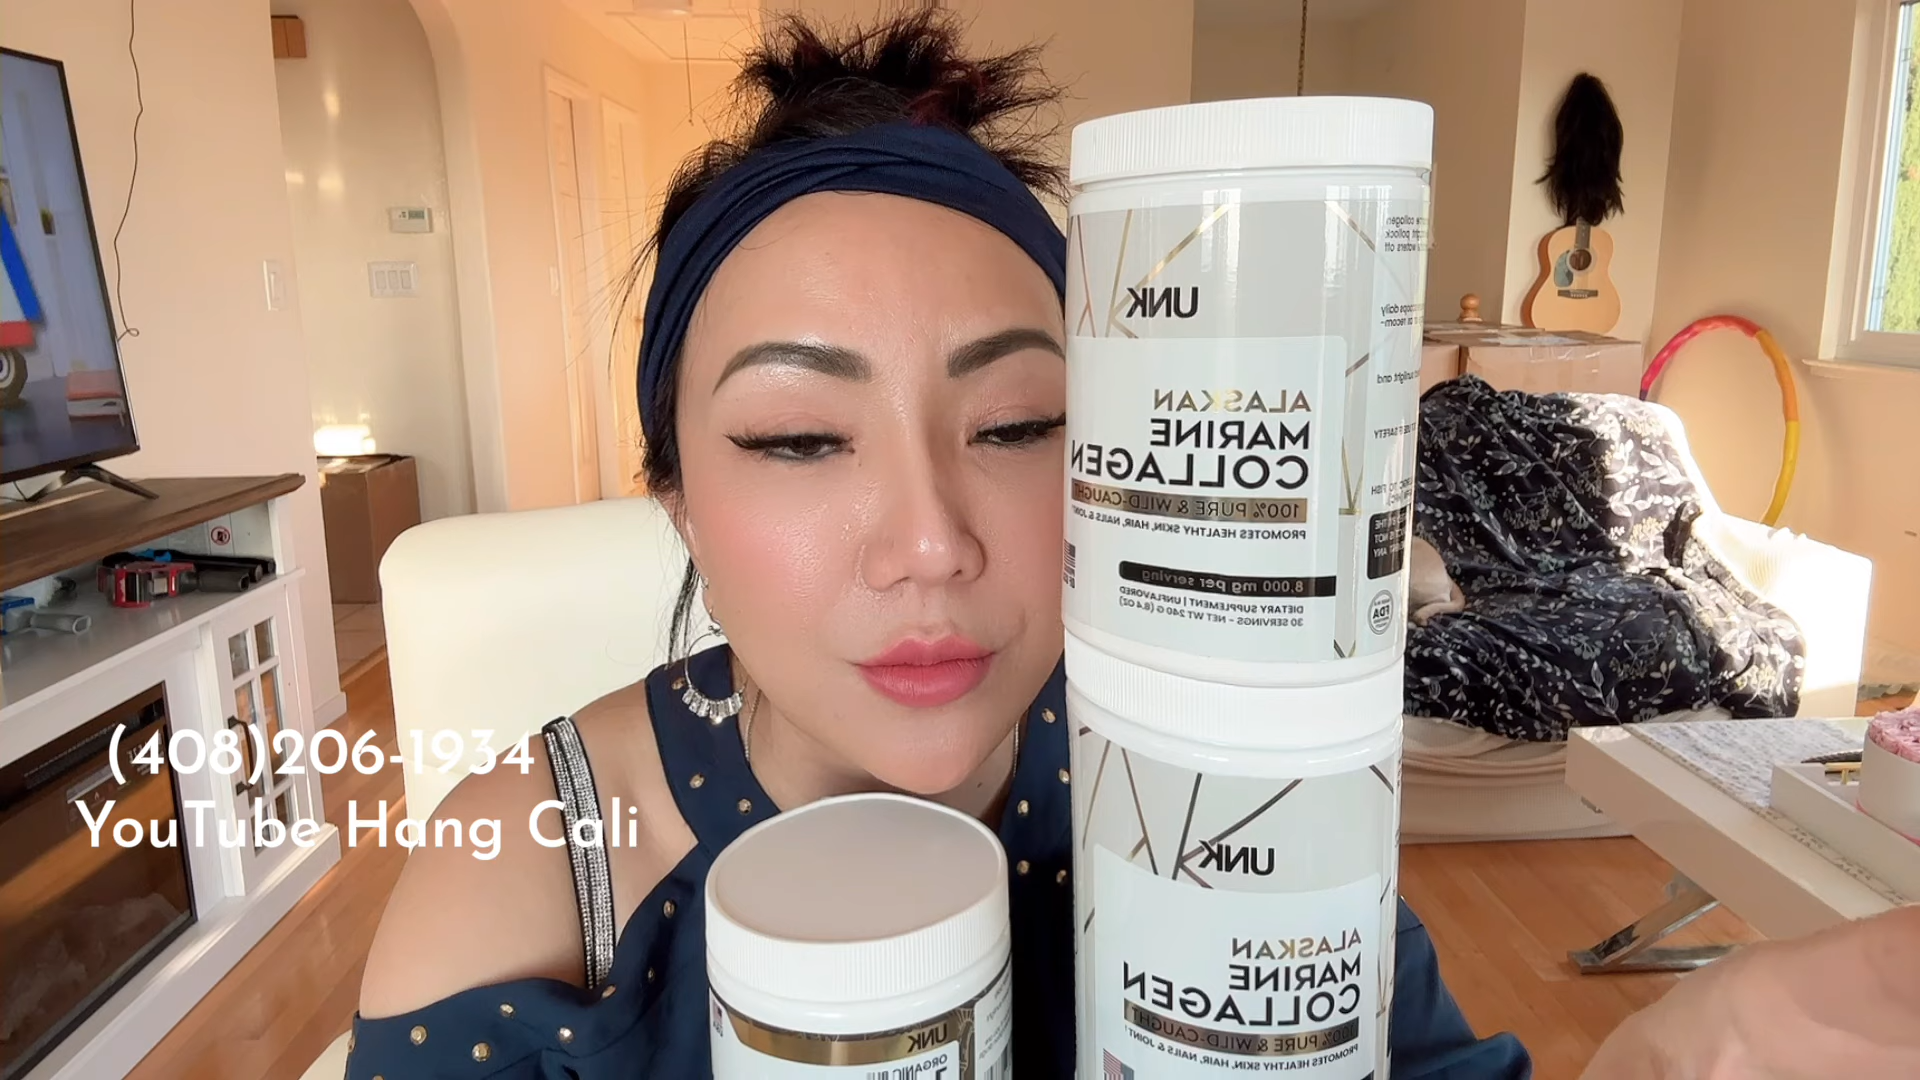 (408)206-1934
YouTube Hang Cali
UNK
ALASKAN
MARINE
COLLAGEN
100% PURE & WILD-CAUGHT
PROMOTES HEALTHY SKIN, HAIR, NAILS & JOINT
8,000 mg per serving
DIETARY SUPPLEMENT | UNFLAVORED
30 SERVINGS - NET WT 240 G (8.4 OZ)
FDA
UNK
ALASKAN
MARINE
COLLAGEN
100% PURE & WILD-CAUGHT
PROMOTES HEALTHY SKIN, HAIR, NAILS & JOINT
UNK
ORGANIC